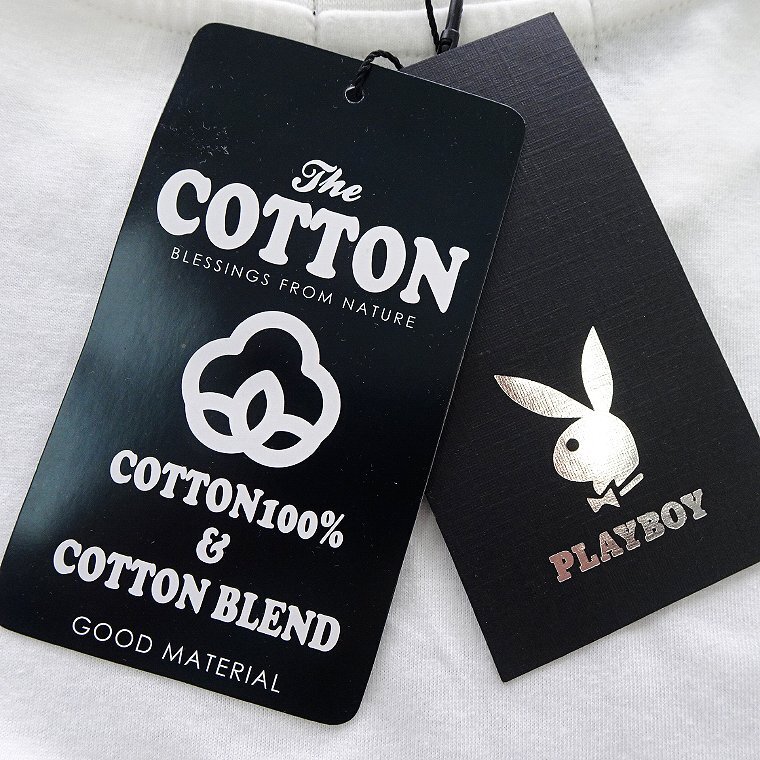 The
COTTON
BLESSINGS FROM NATURE
COTTON100%
&
COTTON BLEND
GOOD MATERIAL
PLAYBOY